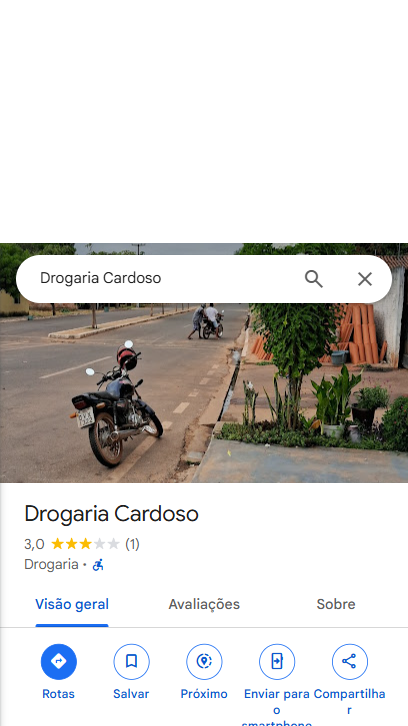 Drogaria Cardoso
Drogaria Cardoso
3,0 (1)
Drogaria ·
Visão geral Avaliações Sobre
Rotas Salvar Próximo Enviar para o smartphone Compartilhar